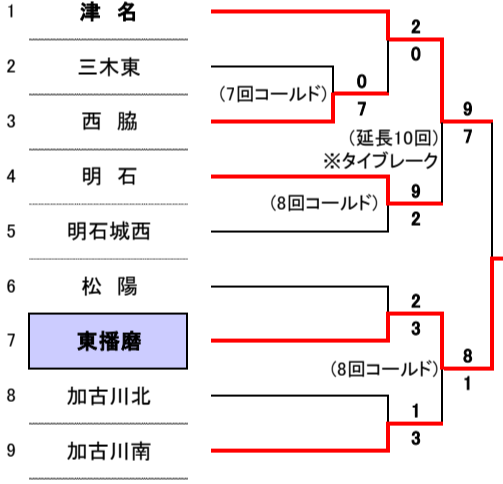 1 津 名
2
0
2 三木東
0
(7回コールド)
7
9
3 西 脇
7
(延長10回)
※タイブレーク
4 明 石
9
(8回コールド)
2
5 明石城西
6 松 陽
2
3
7 東播磨
8
(8回コールド)
1
8 加古川北
1
3
9 加古川南